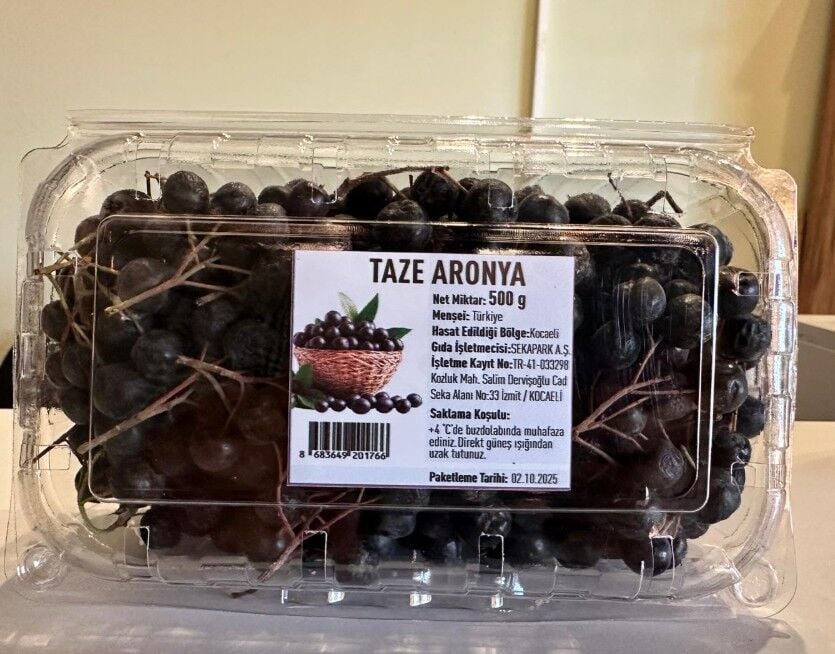 TAZE ARONYA
Net Miktar: 500 g
Menşei: Türkiye
Hasat Edildiği Bölge:Kocaeli
Gıda İşletmecisi:SEKAPARK A.Ş.
İşletme Kayıt No:TR-41-033298
Kozluk Mah. Salim Dervişoğlu Cad
Seka Alanı No:33 İzmit / KOCAELİ
Saklama Koşulu:
+4 °C'de buzdolabında muhafaza
ediniz.Direkt güneş ışığından
uzak tutunuz.
Paketleme Tarihi: 02.10.2025
8 683649 201766